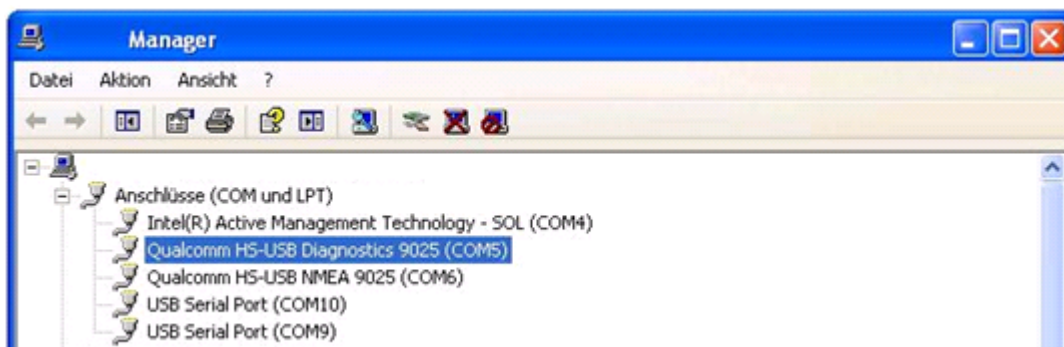 Manager
Datei Aktion Ansicht ?
Anschlüsse (COM und LPT)
Intel(R) Active Management Technology - SOL (COM4)
Qualcomm HS-USB Diagnostics 9025 (COM5)
Qualcomm HS-USB NMEA 9025 (COM6)
USB Serial Port (COM10)
USB Serial Port (COM9)